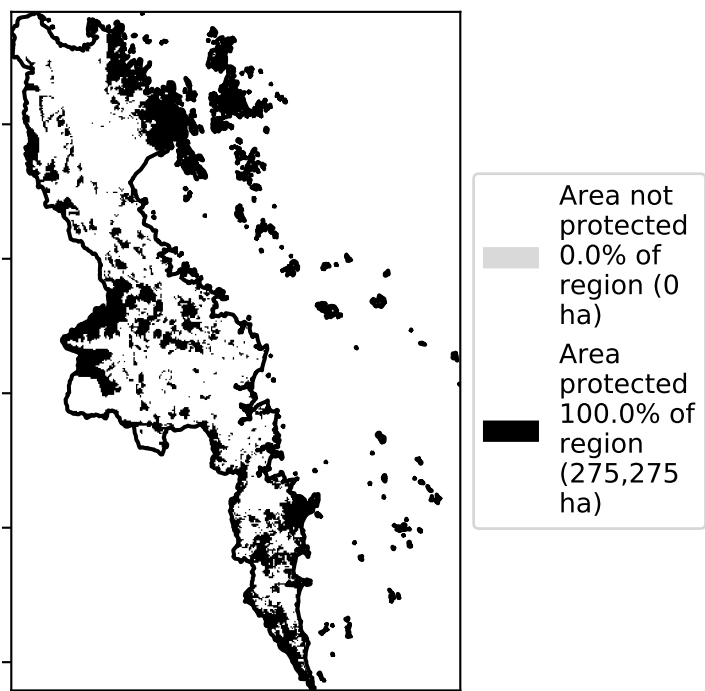 Area not
protected
0.0% of
region (0
ha)
Area
protected
100.0% of
region
(275,275
ha)